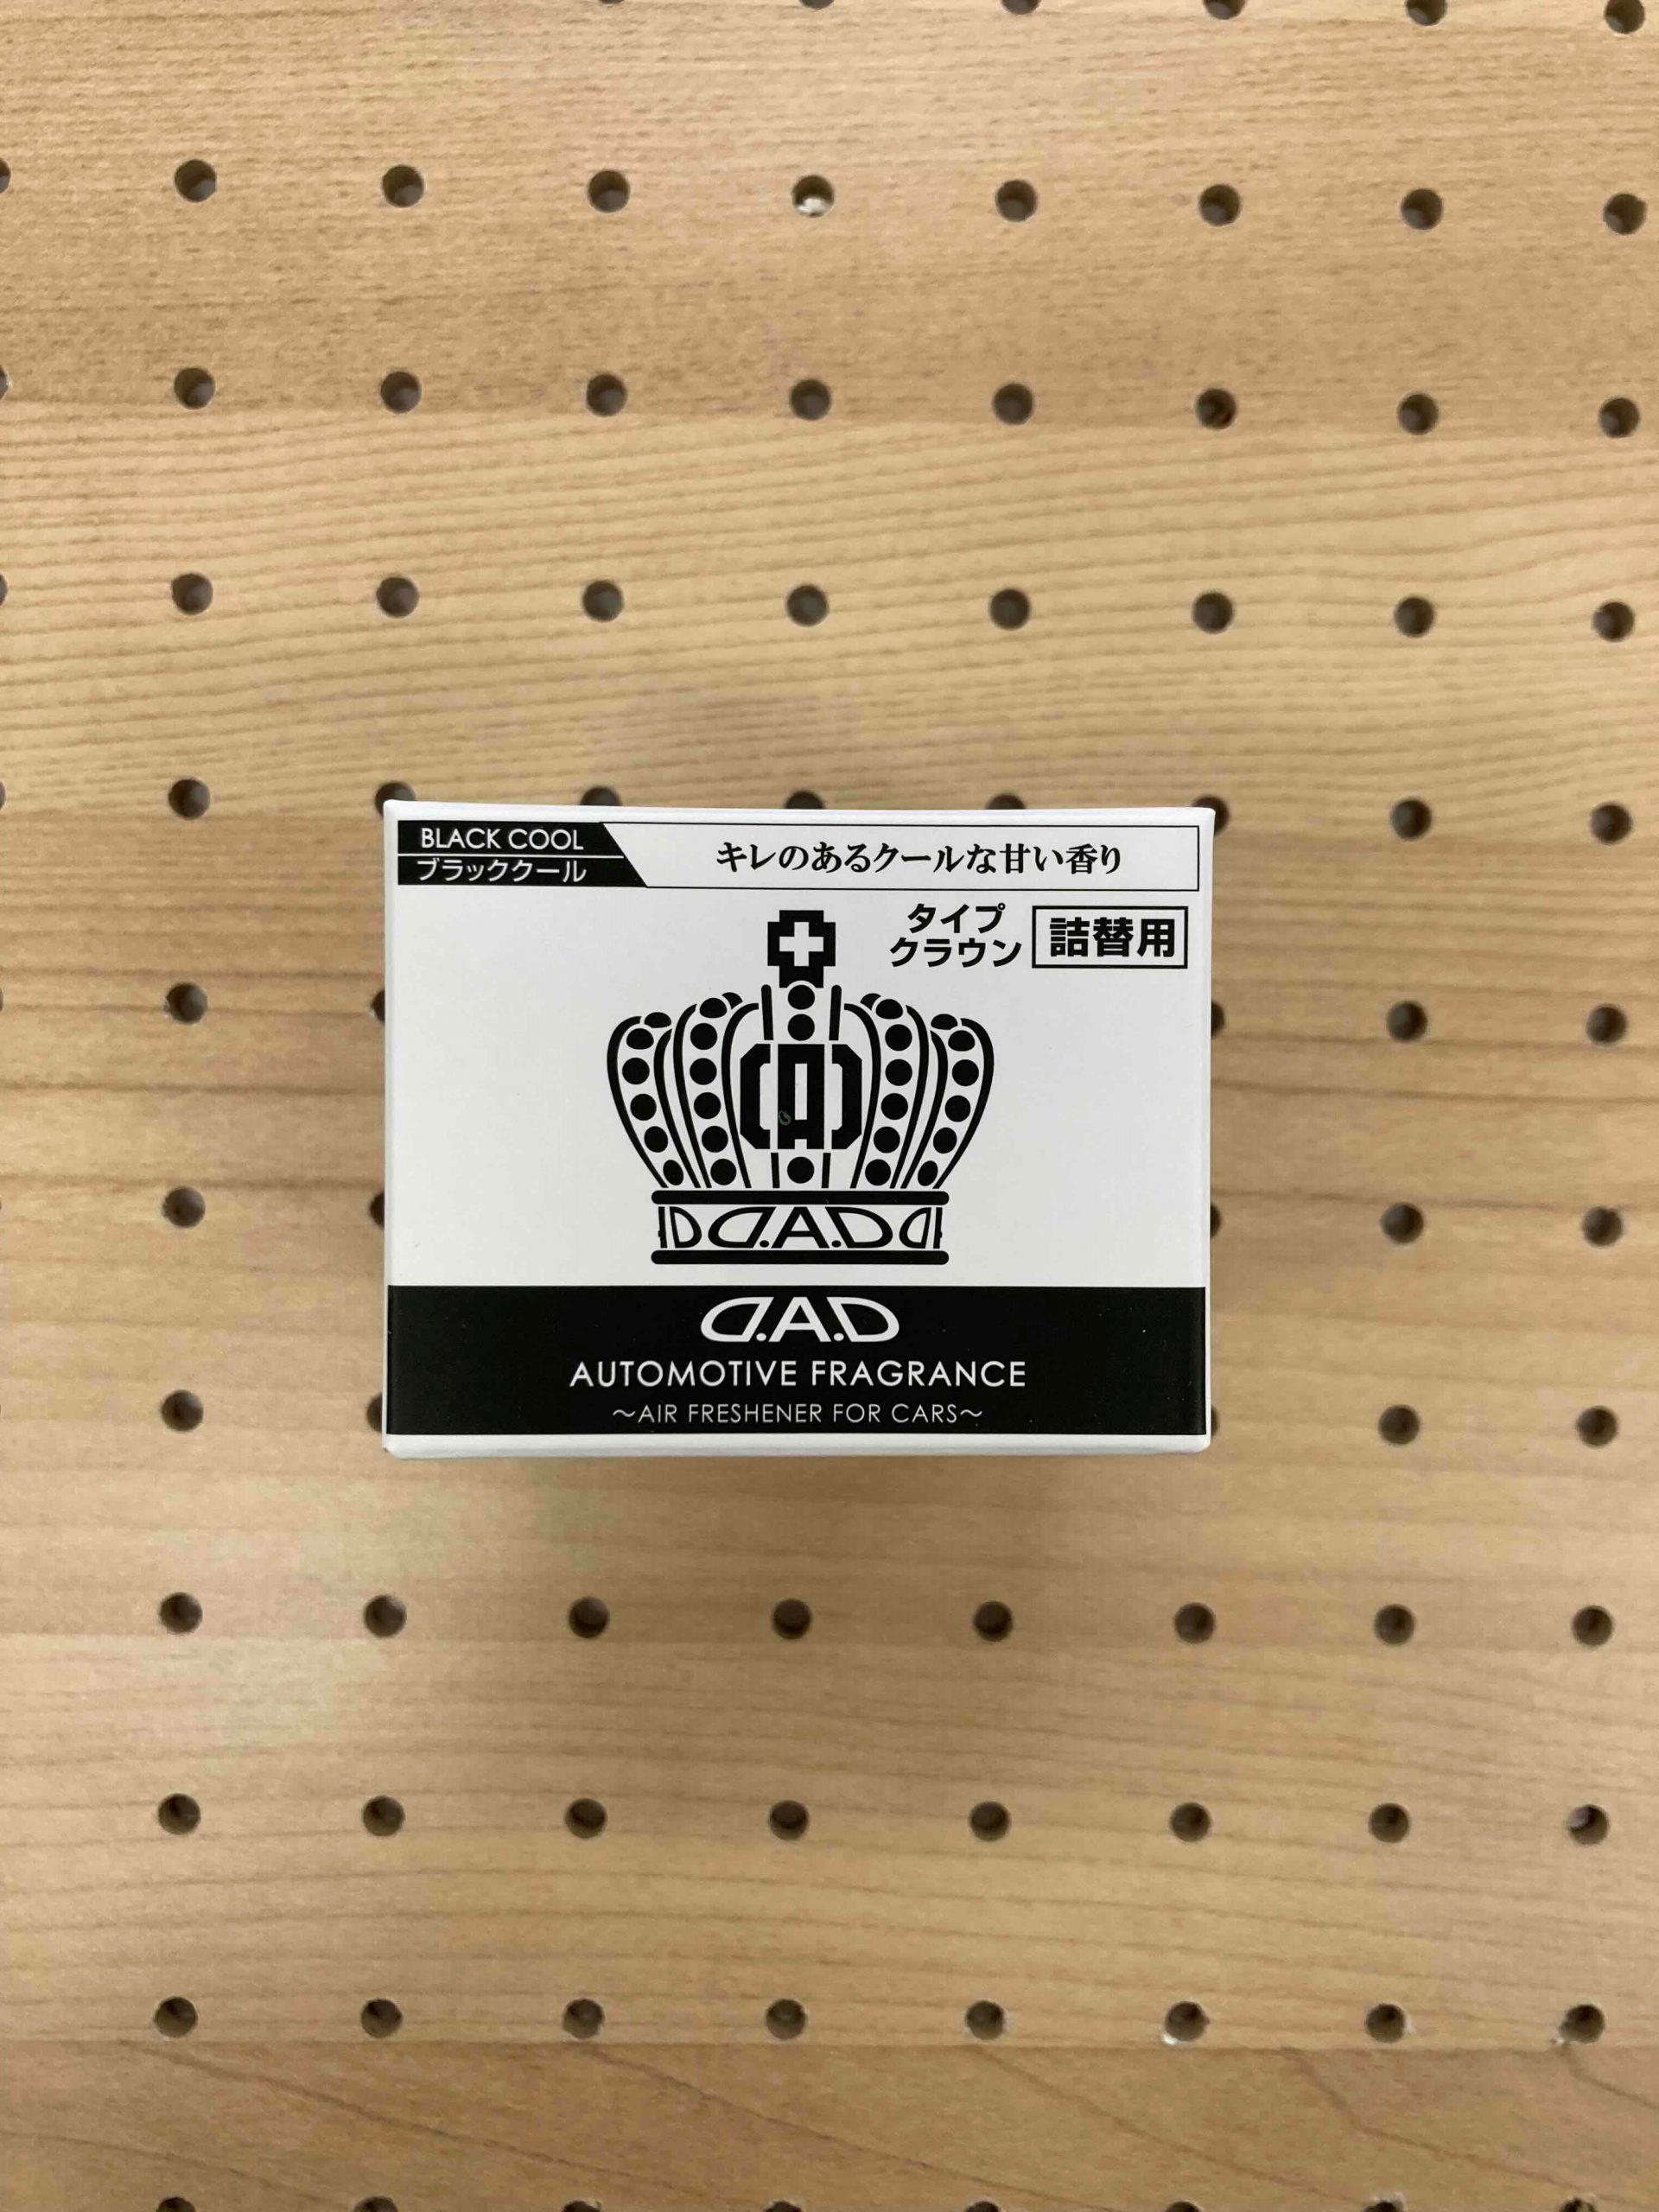 BLACK COOL
ブラッククール
キレのあるクールな甘い香り
タイプ
クラウン
詰替用
D.A.D
D.A.D
AUTOMOTIVE FRAGRANCE
～AIR FRESHENER FOR CARS～